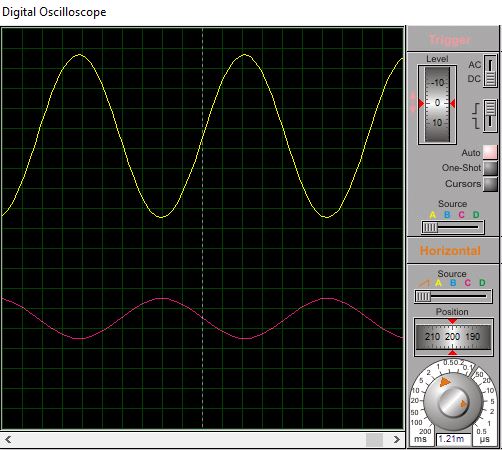 Digital Oscilloscope
Trigger
Level
AC
DC
-10
0
10
Auto
One-Shot
Cursors
Source
A B C D
Horizontal
Source
A B C D
Position
210 200 190
200 100 50 20 10 5 2 1 0.5 0.2 0.1 50 20 10 5 2 1 0.5
ms 1.21m µs